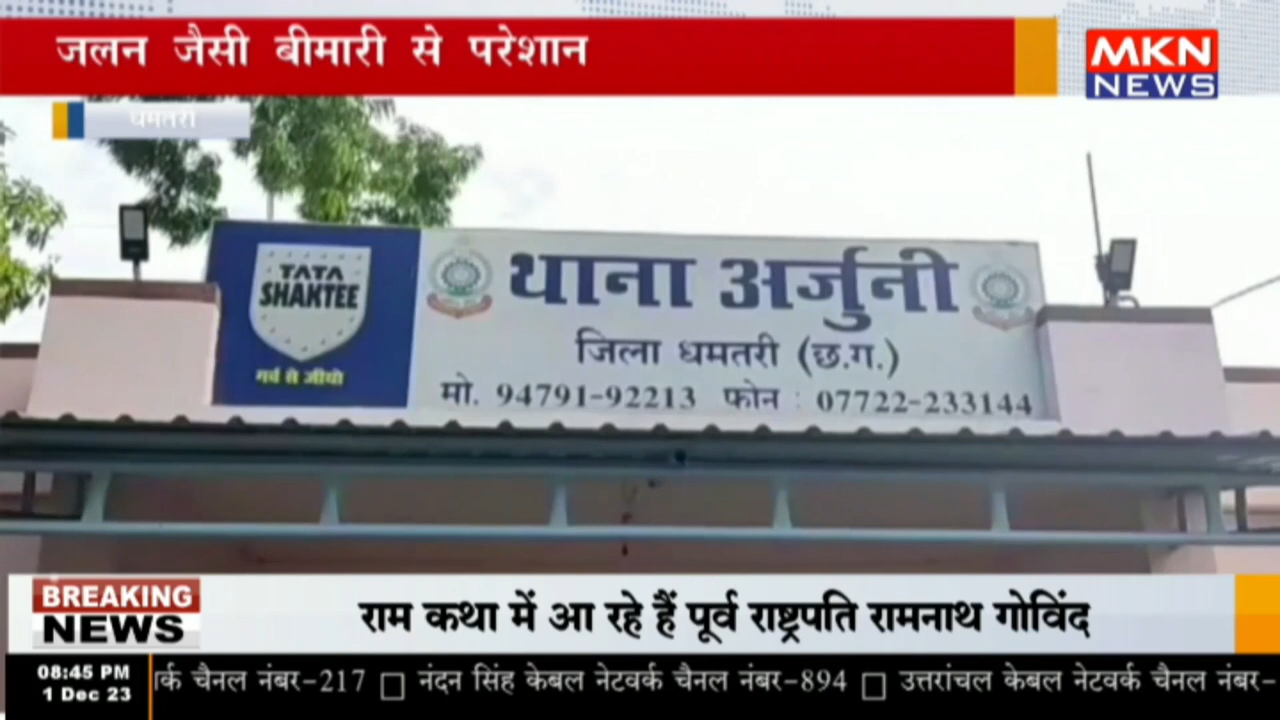 जलन जैसी बीमारी से परेशान
MKN
NEWS
धमतरी
TATA
SHAKTEE
गर्व से जीयो
थाना अर्जुनी
जिला धमतरी (छ.ग.)
मो. 94791-92213 फोन : 07722-233144
BREAKING
NEWS
राम कथा में आ रहे हैं पूर्व राष्ट्रपति रामनाथ गोविंद
08:45 PM
1 Dec 23
र्क चैनल नंबर-217 □ नंदन सिंह केबल नेटवर्क चैनल नंबर-894 □ उत्तरांचल केबल नेटवर्क चैनल नंबर-